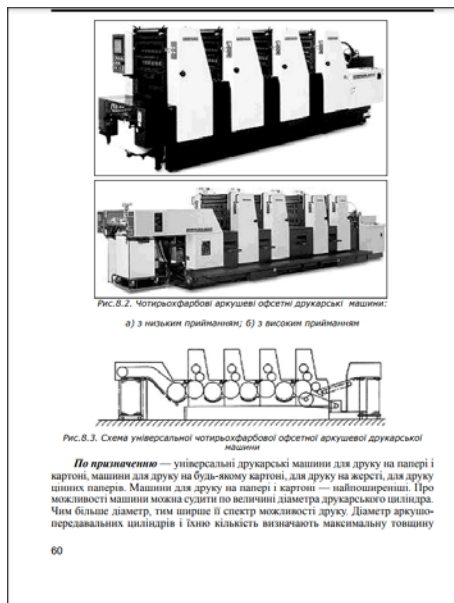 Рис.8.2. Чотирьохфарбові аркушеві офсетні друкарські машини:
а) з низьким прийманням; б) з високим прийманням
Рис.8.3. Схема універсальної чотирьохфарбової офсетної аркушевої друкарської
машини
По призначенню — універсальні друкарські машини для друку на папері і
картоні, машини для друку на будь-якому картоні, для друку на жерсті, для друку
цінних паперів. Машини для друку на папері і картоні — найпоширеніші. Про
можливості машини можна судити по величині діаметра друкарського циліндра.
Чим більше діаметр, тим ширше її спектр можливості друку. Діаметр аркушо-
передавальних циліндрів і їхню кількість визначають максимальну товщину
60